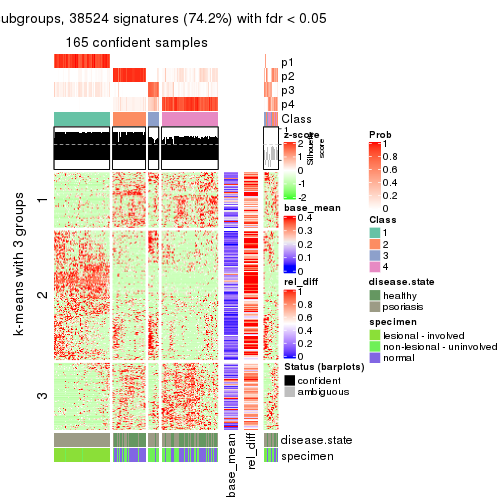 ubgroups, 38524 signatures (74.2%) with fdr < 0.05
165 confident samples
p1
p2
p3
p4
Class
1
Silhouette
score
k-means with 3 groups
1
2
3
base_mean
rel_diff
disease.state
specimen
z-score
2
1
0
-1
-2
base_mean
0.4
0.3
0.2
0.1
0
rel_diff
1
0.8
0.6
0.4
0.2
0
Status (barplots)
confident
ambiguous
Prob
1
0.8
0.6
0.4
0.2
0
Class
1
2
3
4
disease.state
healthy
psoriasis
specimen
lesional - involved
non-lesional - uninvolved
normal